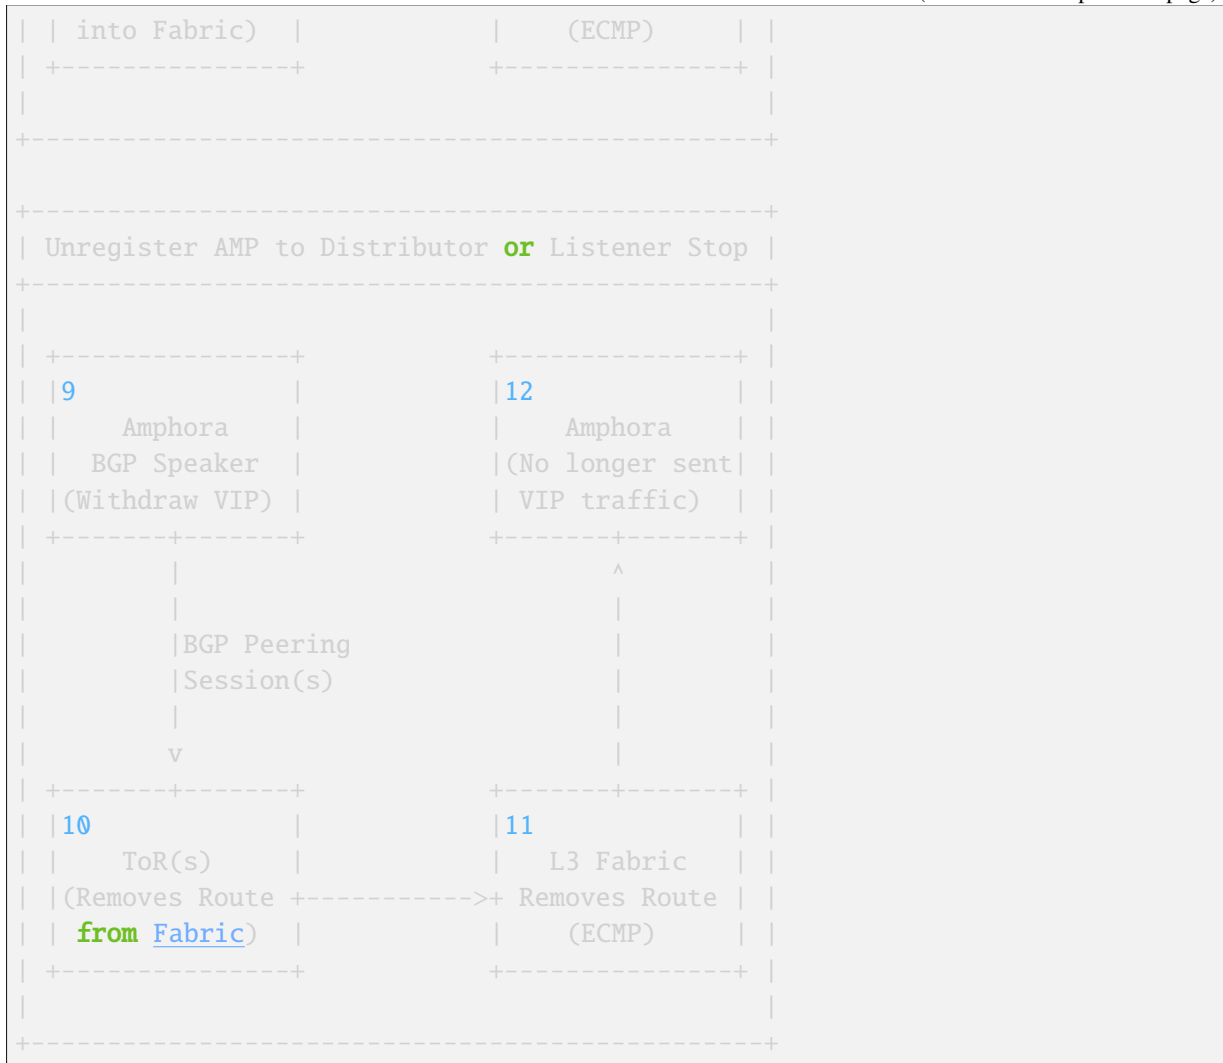 | | into Fabric)  |            |    (ECMP)     | |
| +---------------+            +---------------+ |
|                                                |
+------------------------------------------------+
+------------------------------------------------+
| Unregister AMP to Distributor or Listener Stop |
+------------------------------------------------+
|                                                |
| +---------------+            +---------------+ |
| |9              |            |12             | |
| |    Amphora    |            |    Amphora    | |
| |  BGP Speaker  |            |(No longer sent| |
| |(Withdraw VIP) |            | VIP traffic)  | |
| +-------+-------+            +-------+-------+ |
|         |                            ^         |
|         |                            |         |
|         |BGP Peering                 |         |
|         |Session(s)                  |         |
|         |                            |         |
|         v                            |         |
| +-------+-------+            +-------+-------+ |
| |10             |            |11             | |
| |    ToR(s)     |            |   L3 Fabric   | |
| |(Removes Route +----------->+ Removes Route | |
| | from Fabric)  |            |    (ECMP)     | |
| +---------------+            +---------------+ |
|                                                |
+------------------------------------------------+